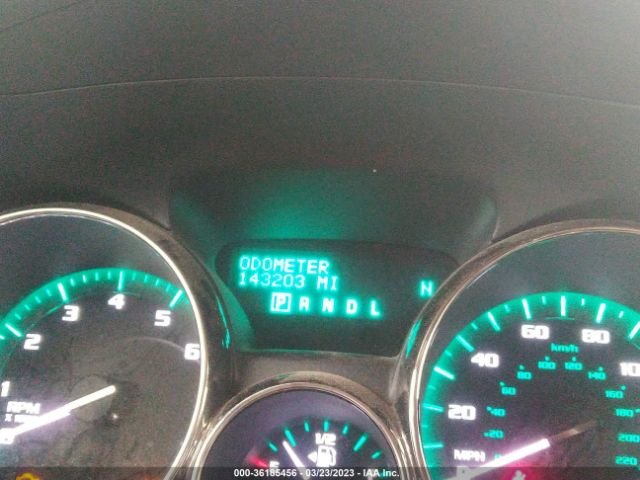 ODOMETER
143203 MI
N
P R N D L
1 2 3 4 5 6
RPM
20 40 60 80
km/h
20 40 60 80 100 120 140 160 180 200 220
MPH
1/2
000-36185456 - 03/23/2023 - IAA Inc.